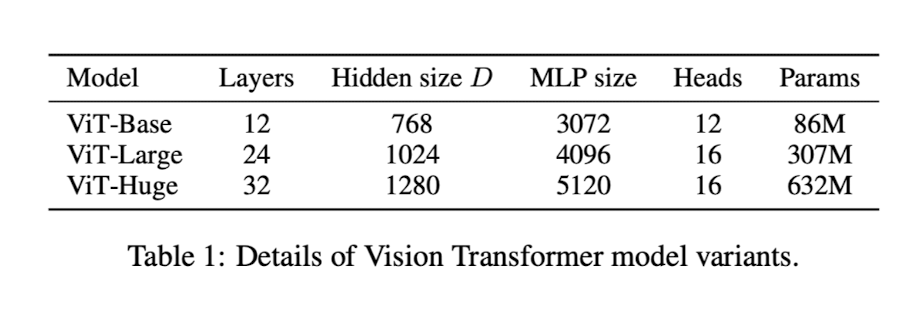 Model Layers Hidden size D MLP size Heads Params
ViT-Base 12 768 3072 12 86M
ViT-Large 24 1024 4096 16 307M
ViT-Huge 32 1280 5120 16 632M
Table 1: Details of Vision Transformer model variants.